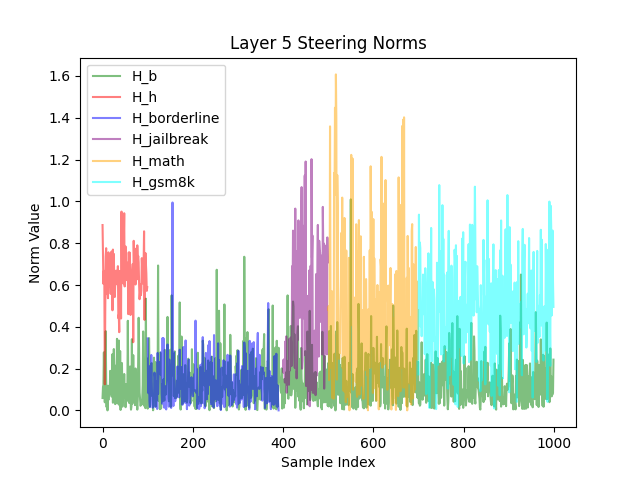 Layer 5 Steering Norms
H_b
H_h
H_borderline
H_jailbreak
H_math
H_gsm8k
Norm Value
1.6
1.4
1.2
1.0
0.8
0.6
0.4
0.2
0.0
0 200 400 600 800 1000
Sample Index